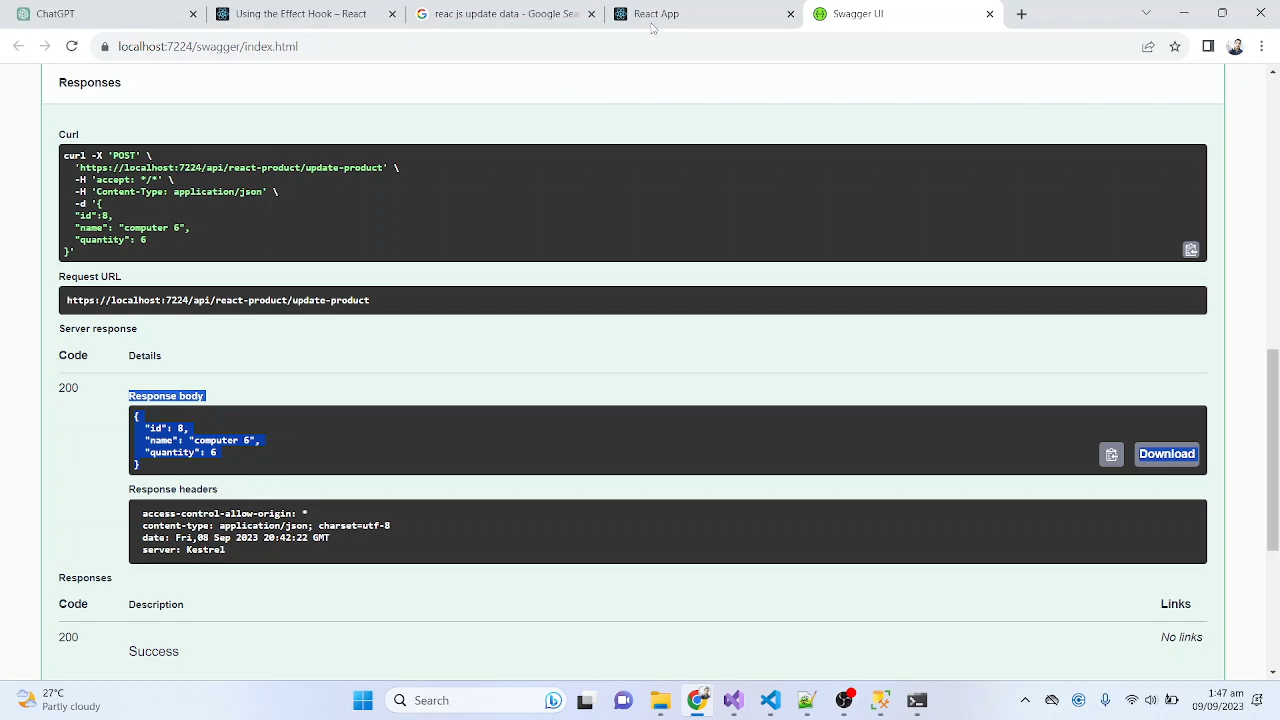 ChatGPT
Using the Effect Hook – React
reac js update data - Google Sea
React App
Swagger UI
localhost:7224/swagger/index.html
Responses
Curl
curl -X 'POST' \
'https://localhost:7224/api/react-product/update-product' \
-H 'accept: */*' \
-H 'Content-Type: application/json' \
-d '{
"id":8,
"name": "computer 6",
"quantity": 6
}'
Request URL
https://localhost:7224/api/react-product/update-product
Server response
Code Details
200
Response body
{
"id": 8,
"name": "computer 6",
"quantity": 6
}
Download
Response headers
access-control-allow-origin: *
content-type: application/json; charset=utf-8
date: Fri,08 Sep 2023 20:42:22 GMT
server: Kestrel
Responses
Code Description Links
200 No links
Success
27°C
Partly cloudy
Search
1:47 am
09/09/2023